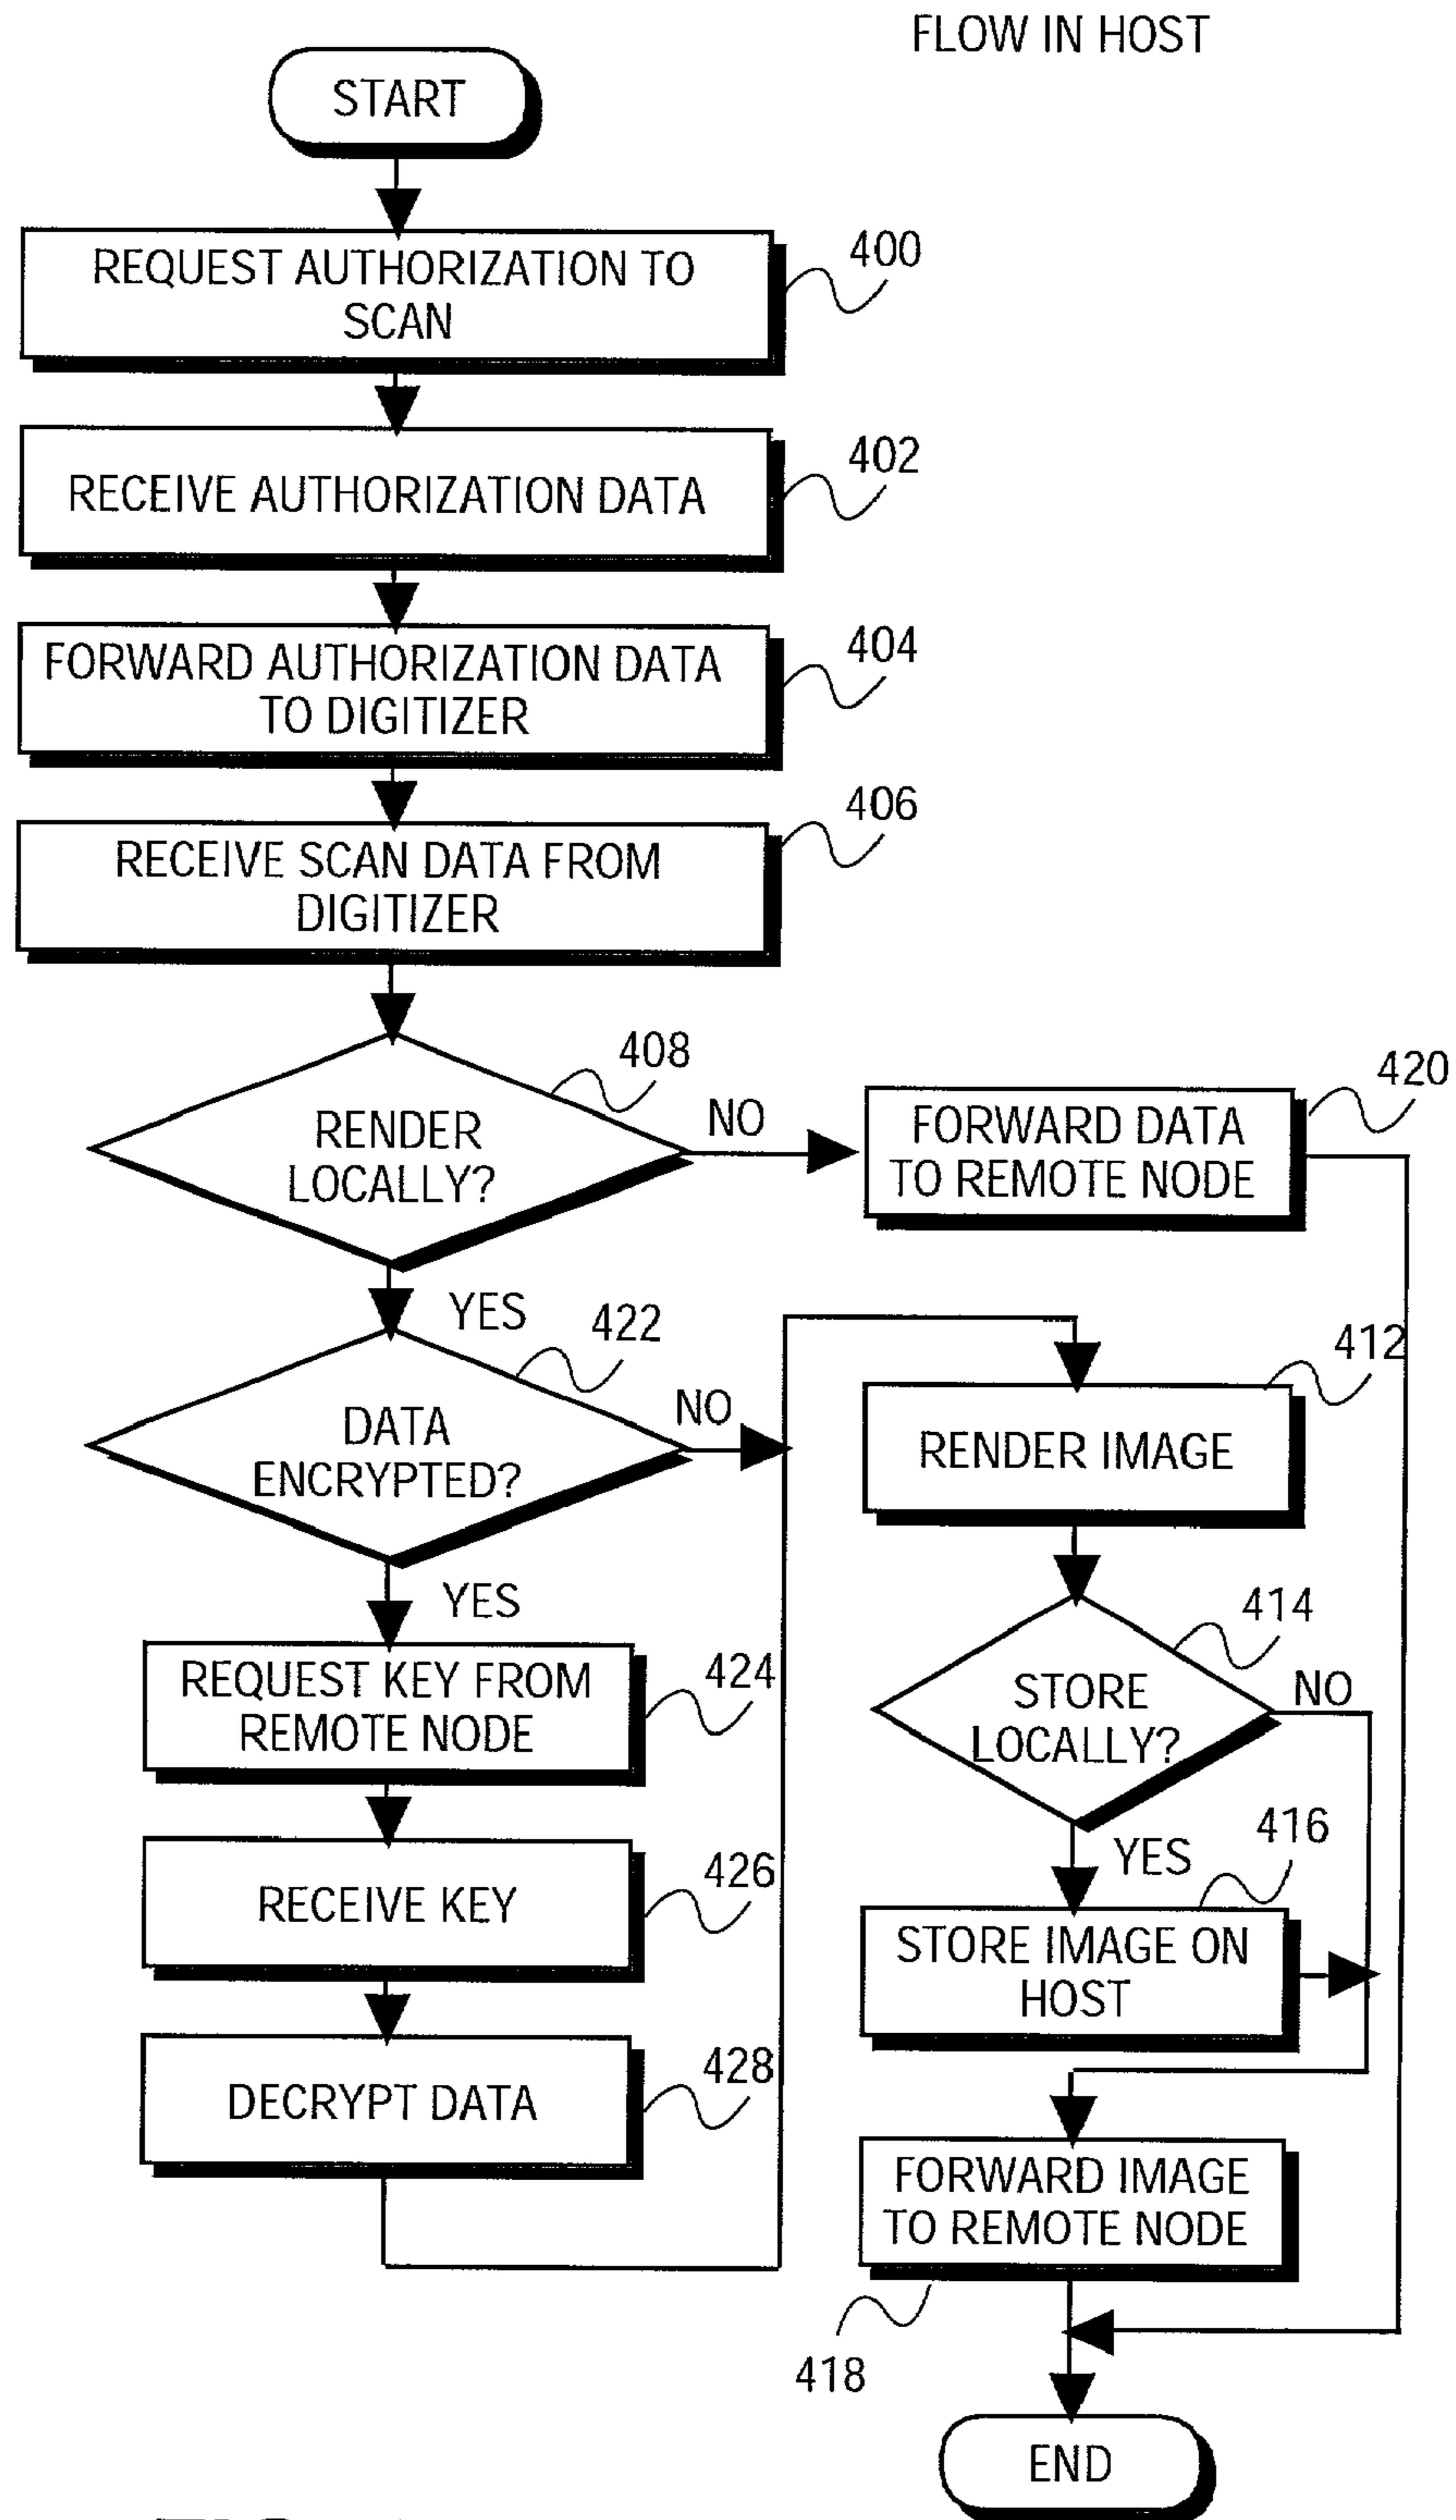 FLOW IN HOST
START
REQUEST AUTHORIZATION TO
SCAN
400
RECEIVE AUTHORIZATION DATA
402
FORWARD AUTHORIZATION DATA
TO DIGITIZER
404
RECEIVE SCAN DATA FROM
DIGITIZER
406
RENDER
LOCALLY?
408
NO
FORWARD DATA
TO REMOTE NODE
420
YES
DATA
ENCRYPTED?
422
NO
RENDER IMAGE
412
YES
REQUEST KEY FROM
REMOTE NODE
424
STORE
LOCALLY?
414
NO
RECEIVE KEY
426
YES
STORE IMAGE ON
HOST
416
DECRYPT DATA
428
FORWARD IMAGE
TO REMOTE NODE
418
END